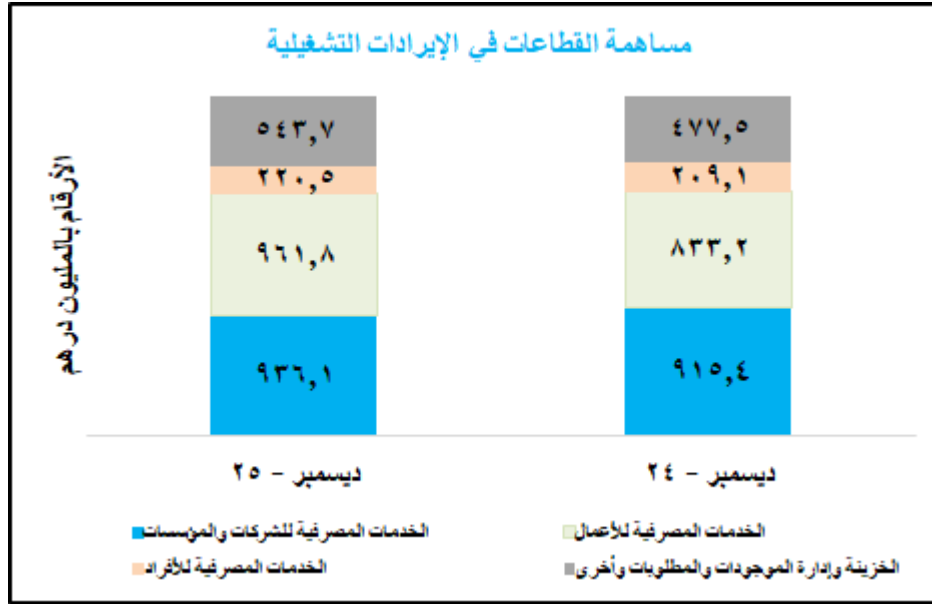 مساهمة القطاعات في الإيرادات التشغيلية
الأرقام بالمليون درهم
٤٧٧,٥
٥٤٣,٧
٢٠٩,١
٢٢٠,٥
٨٣٣,٢
٩٦١,٨
٩١٥,٤
٩٣٦,١
ديسمبر - ٢٤
ديسمبر - ٢٥
الخدمات المصرفية للأعمال
الخدمات المصرفية للشركات والمؤسسات
الخزينة وإدارة الموجودات والمطلوبات وأخرى
الخدمات المصرفية للأفراد